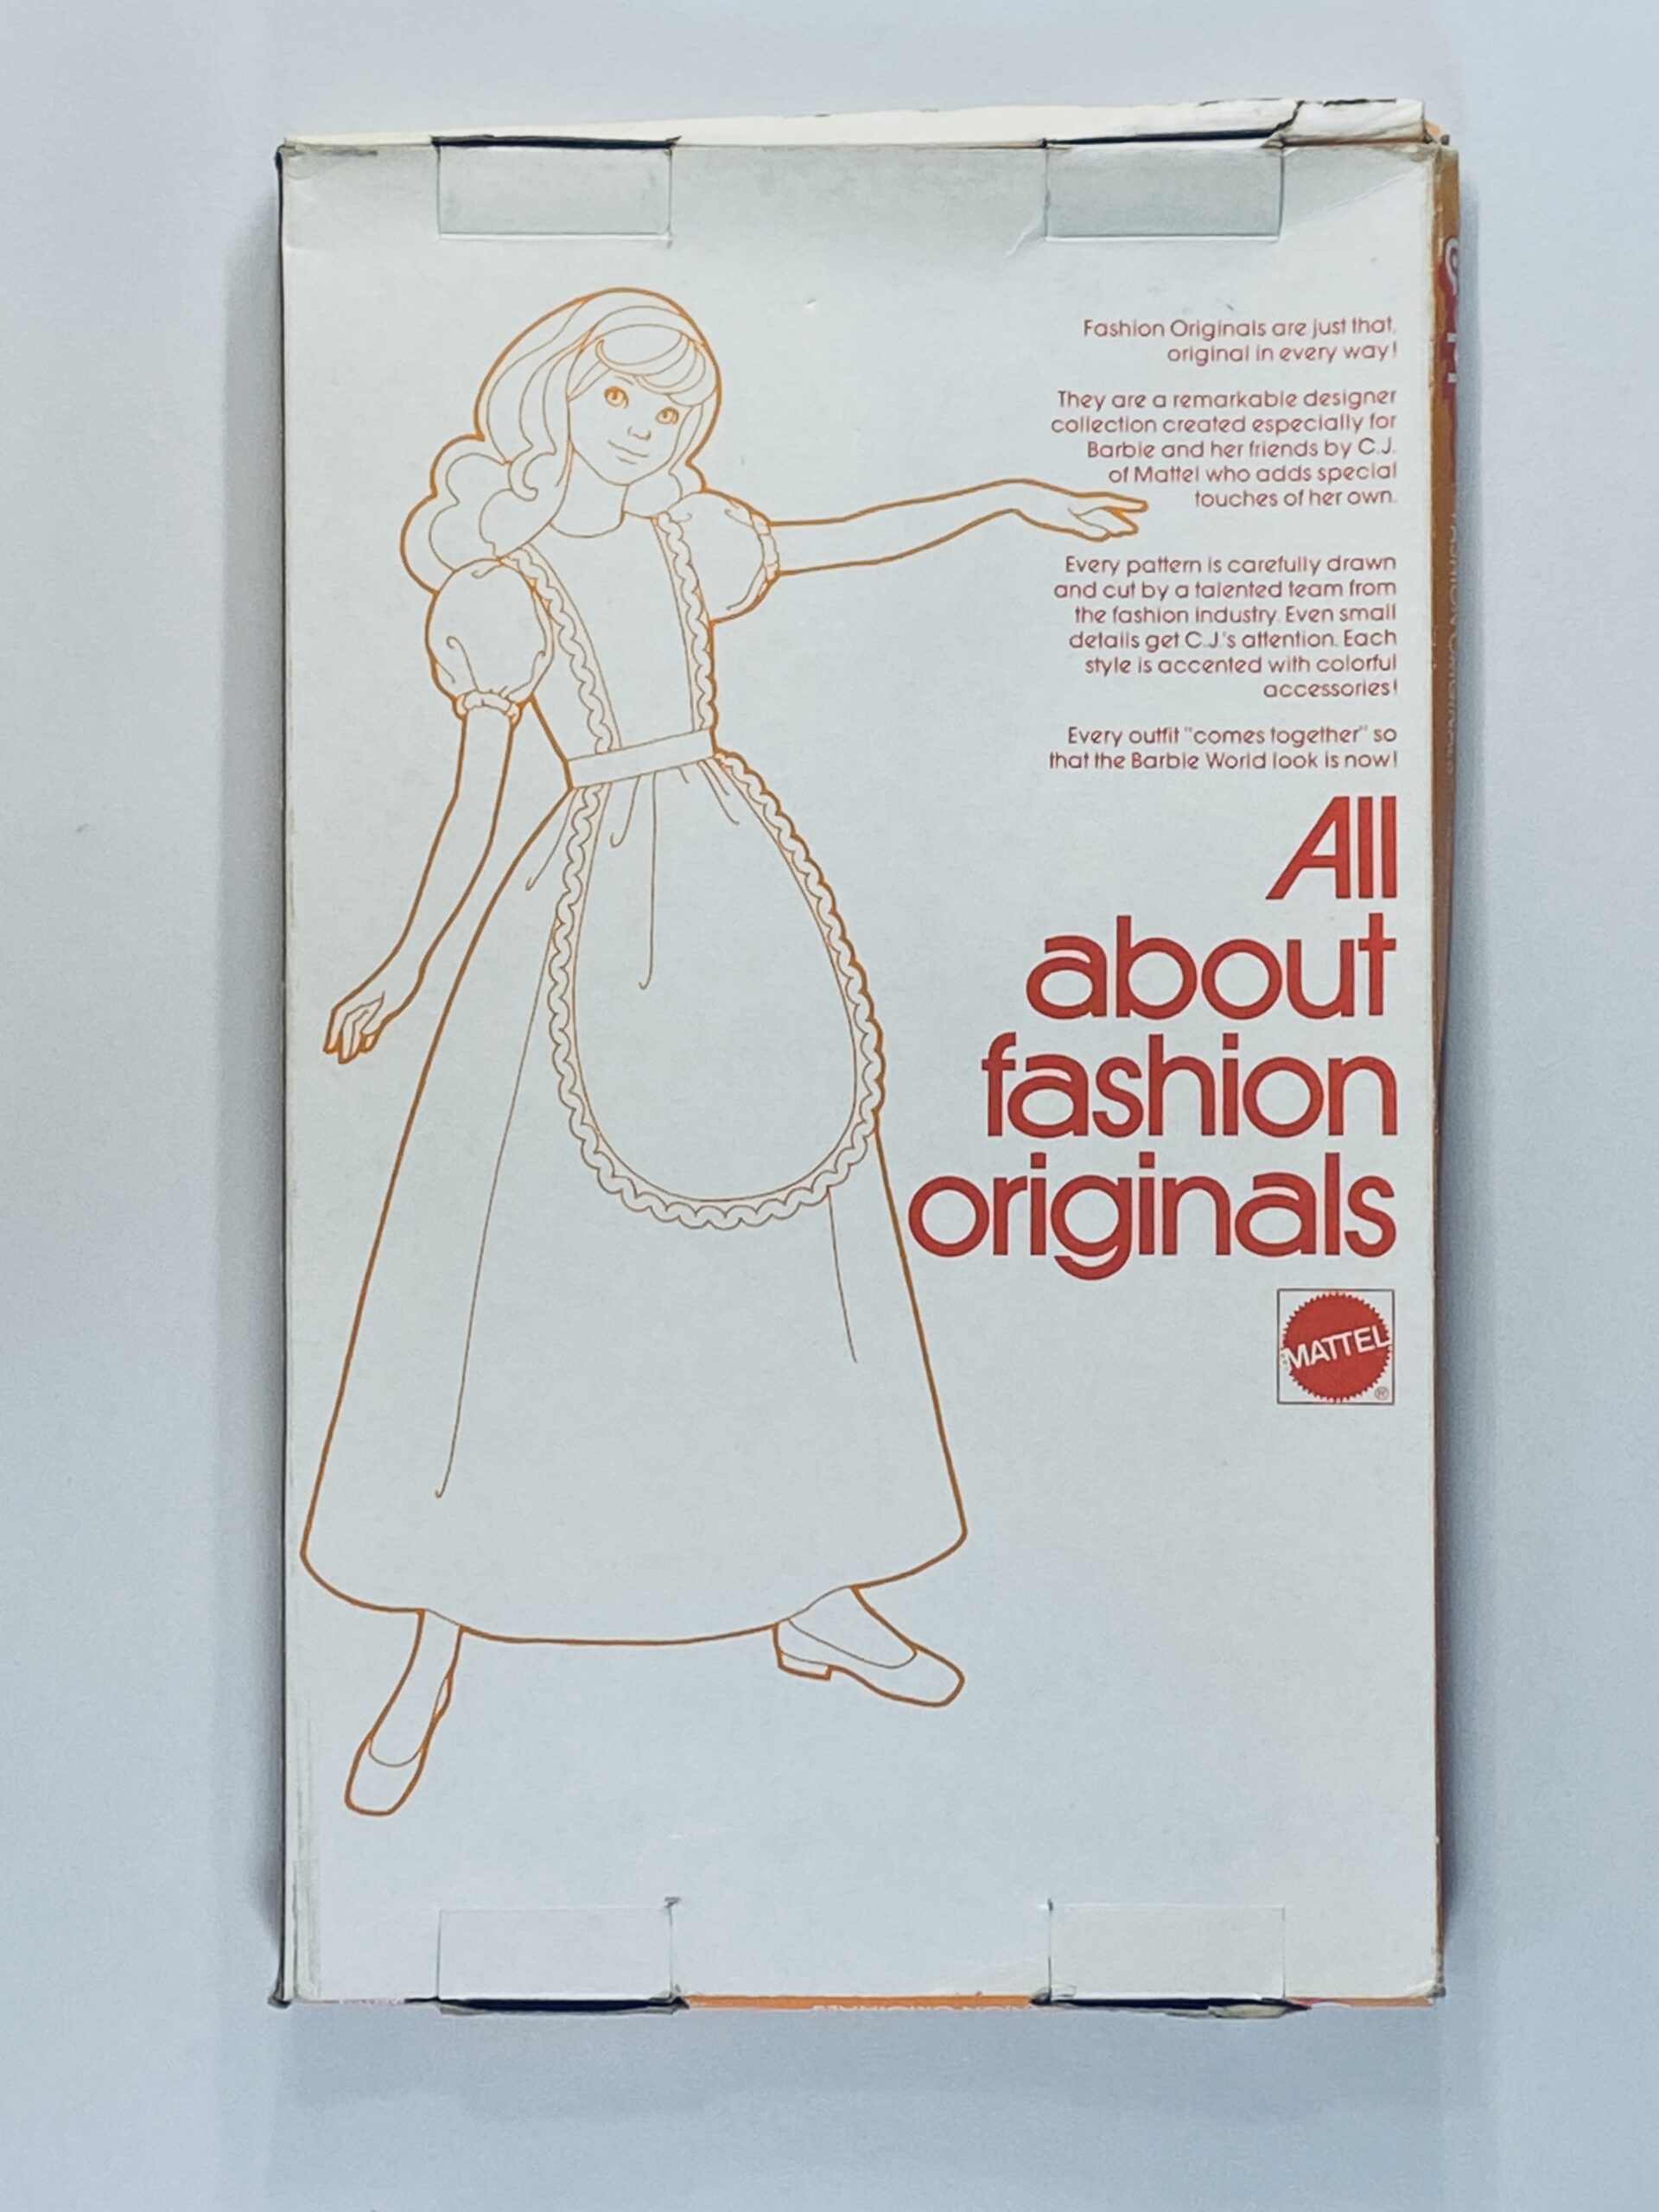 Fashion Originals are just that,
original in every way!
They are a remarkable designer
collection created especially for
Barbie and her friends by C.J.
of Mattel who adds special
touches of her own.
Every pattern is carefully drawn
and cut by a talented team from
the fashion industry. Even small
details get C.J.'s attention. Each
style is accented with colorful
accessories!
Every outfit "comes together" so
that the Barbie World look is now!
All
about
fashion
originals
MATTEL
®
FASHION ORIGINALS